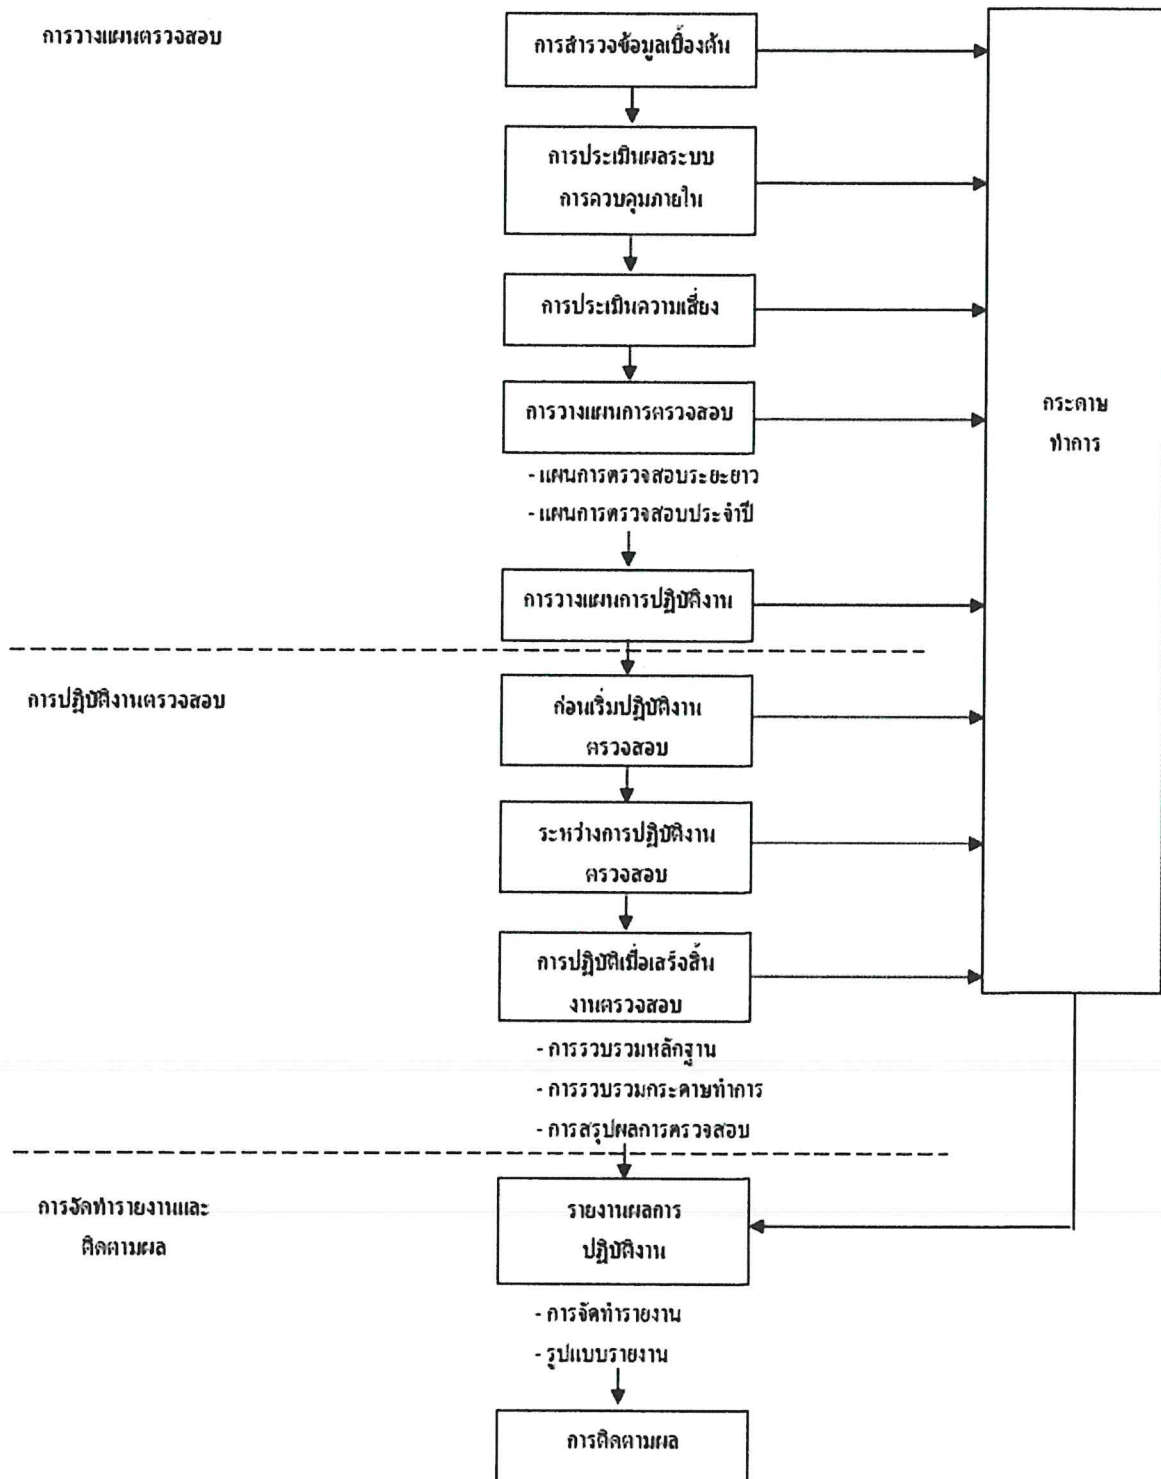 การวางแผนตรวจสอบ
การสำรวจข้อมูลเบื้องต้น
การประเมินผลระบบ
การควบคุมภายใน
การประเมินความเสี่ยง
การวางแผนการตรวจสอบ
- แผนการตรวจสอบระยะยาว
- แผนการตรวจสอบประจำปี
การวางแผนการปฏิบัติงาน
กระดาษ
ทำการ
การปฏิบัติงานตรวจสอบ
ก่อนเริ่มปฏิบัติงาน
ตรวจสอบ
ระหว่างการปฏิบัติงาน
ตรวจสอบ
การปฏิบัติเมื่อเสร็จสิ้น
งานตรวจสอบ
- การรวบรวมหลักฐาน
- การรวบรวมกระดาษทำการ
- การสรุปผลการตรวจสอบ
การจัดทำรายงานและ
ติดตามผล
รายงานผลการ
ปฏิบัติงาน
- การจัดทำรายงาน
- รูปแบบรายงาน
การติดตามผล